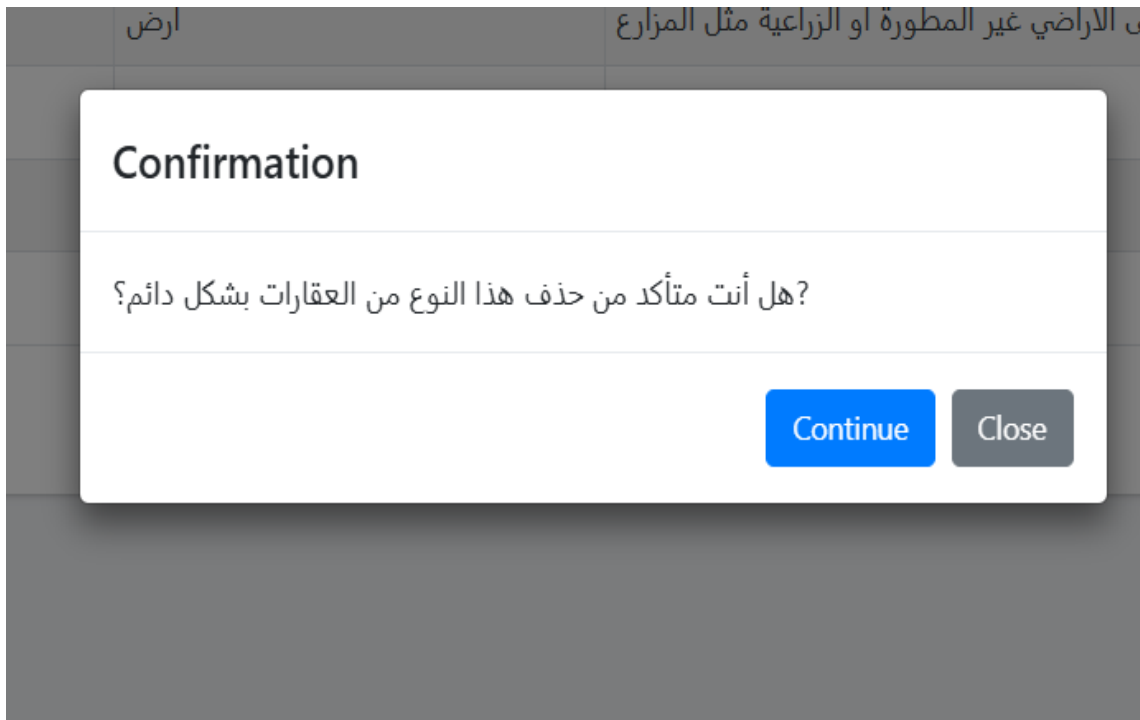 ارض
الاراضي غير المطورة او الزراعية مثل المزارع
Confirmation
هل أنت متأكد من حذف هذا النوع من العقارات بشكل دائم؟?
Continue
Close